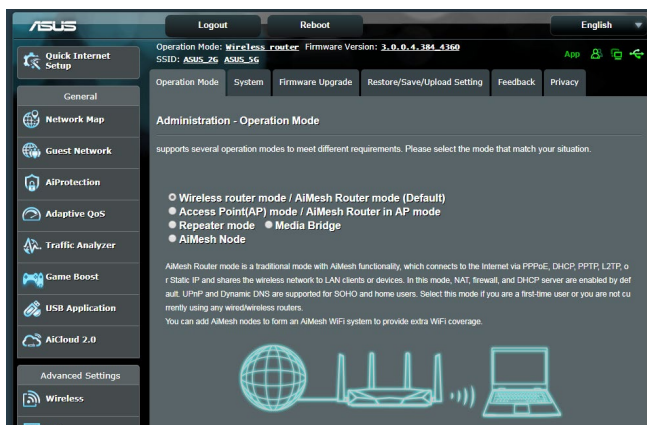 ASUS
Logout
Reboot
English
Operation Mode: Wireless router Firmware Version: 3.0.0.4.384_4360
SSID: ASUS_2G ASUS_5G
App
Quick Internet
Setup
General
Network Map
Guest Network
AiProtection
Adaptive QoS
Traffic Analyzer
Game Boost
USB Application
AiCloud 2.0
Advanced Settings
Wireless
Operation Mode
System
Firmware Upgrade
Restore/Save/Upload Setting
Feedback
Privacy
Administration - Operation Mode
supports several operation modes to meet different requirements. Please select the mode that match your situation.
Wireless router mode / AiMesh Router mode (Default)
Access Point(AP) mode / AiMesh Router in AP mode
Repeater mode Media Bridge
AiMesh Node
AiMesh Router mode is a traditional mode with AiMesh functionality, which connects to the Internet via PPPoE, DHCP, PPTP, L2TP, o
r Static IP and shares the wireless network to LAN clients or devices. In this mode, NAT, firewall, and DHCP server are enabled by def
ault. UPnP and Dynamic DNS are supported for SOHO and home users. Select this mode if you are a first-time user or you are not cu
rrently using any wired/wireless routers.
You can add AiMesh nodes to form an AiMesh WiFi system to provide extra WiFi coverage.